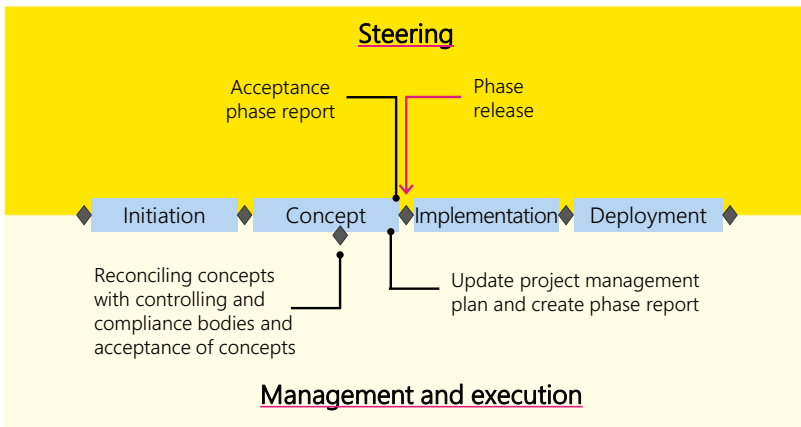 Steering
Acceptance
phase report
Phase
release
Initiation
Concept
Implementation
Deployment
Reconciling concepts
with controlling and
compliance bodies and
acceptance of concepts
Update project management
plan and create phase report
Management and execution